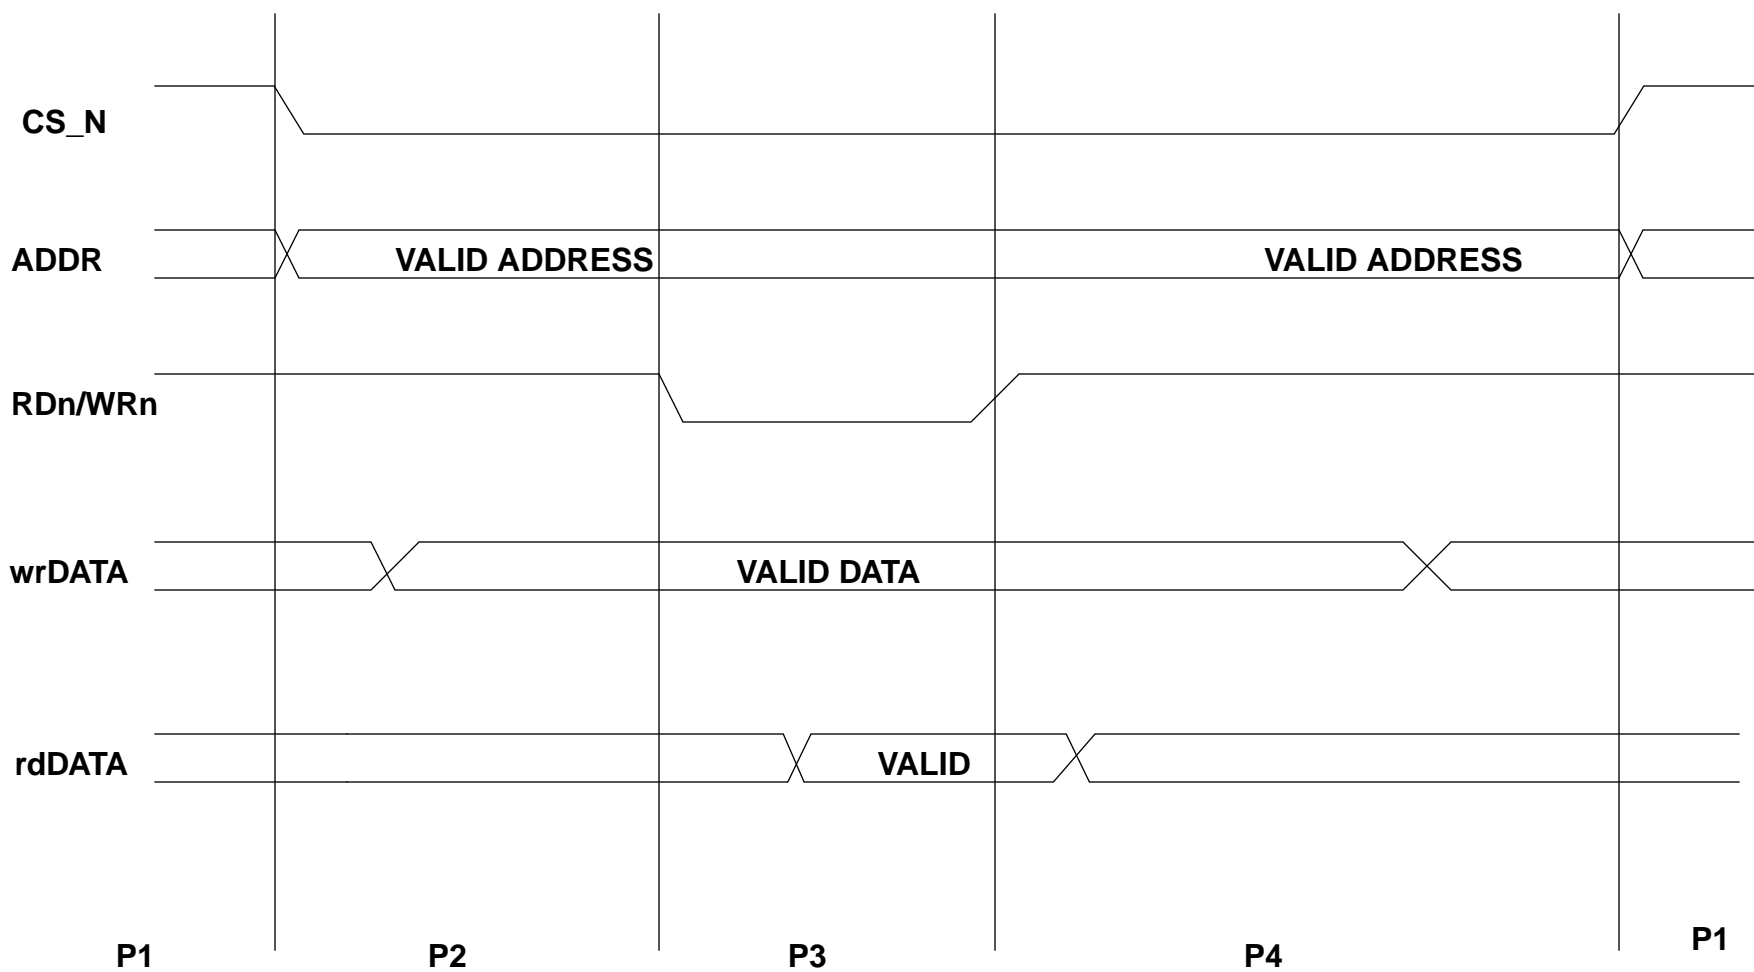 CS_N
ADDR
VALID ADDRESS
VALID ADDRESS
RDn/WRn
wrDATA
VALID DATA
rdDATA
VALID
P1
P2
P3
P4
P1